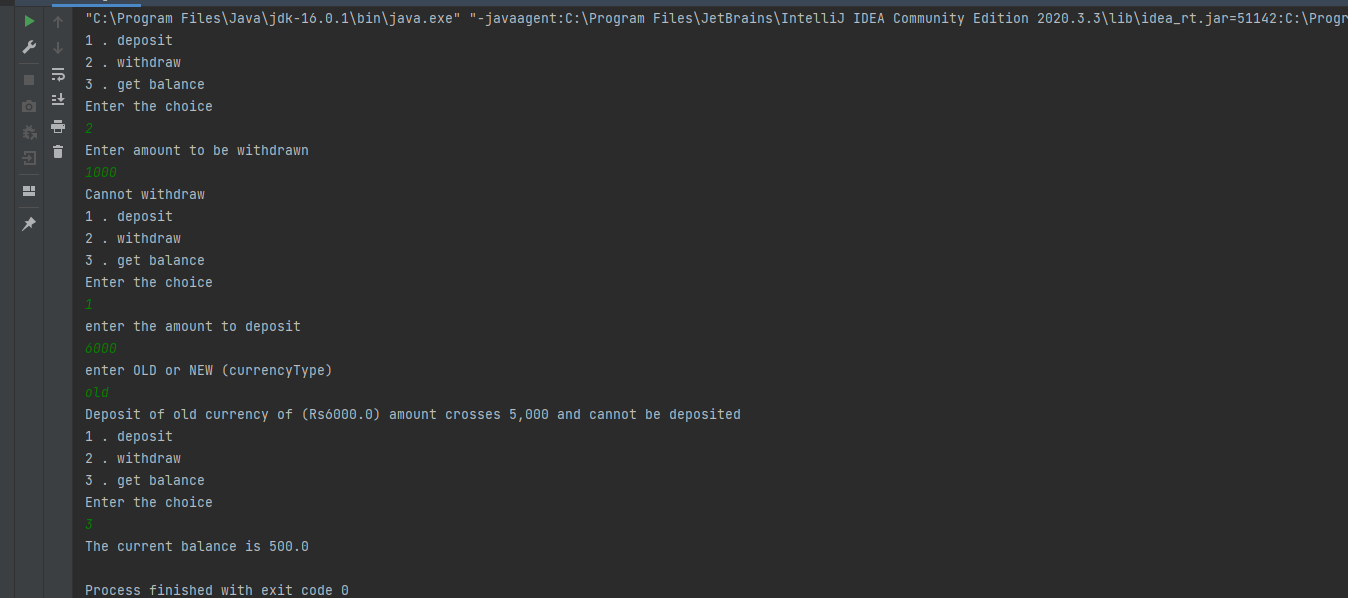 "C:\Program Files\Java\jdk-16.0.1\bin\java.exe" "-javaagent:C:\Program Files\JetBrains\IntelliJ IDEA Community Edition 2020.3.3\lib\idea_rt.jar=51142:C:\Progr
1 . deposit
2 . withdraw
3 . get balance
Enter the choice
2
Enter amount to be withdrawn
1000
Cannot withdraw
1 . deposit
2 . withdraw
3 . get balance
Enter the choice
1
enter the amount to deposit
6000
enter OLD or NEW (currencyType)
old
Deposit of old currency of (Rs6000.0) amount crosses 5,000 and cannot be deposited
1 . deposit
2 . withdraw
3 . get balance
Enter the choice
3
The current balance is 500.0
Process finished with exit code 0